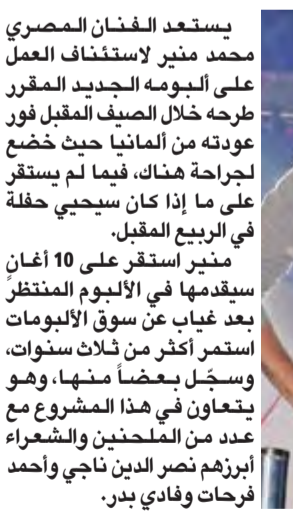 يستعد الفنان المصري
محمد منير لاستئناف العمل
على ألبومه الجديد المقرر
طرحه خلال الصيف المقبل فور
عودته من ألمانيا حيث خضع
لجراحة هناك، فيما لم يستقر
على ما إذا كان سيحيي حفلة
في الربيع المقبل.
منير استقر على 10 أغانٍ
سيقدمها في الألبوم المنتظر
بعد غياب عن سوق الألبومات
استمر أكثر من ثلاث سنوات،
وسجّل بعضاً منها، وهو
يتعاون في هذا المشروع مع
عدد من الملحنين والشعراء
أبرزهم نصر الدين ناجي وأحمد
فرحات وفادي بدر.